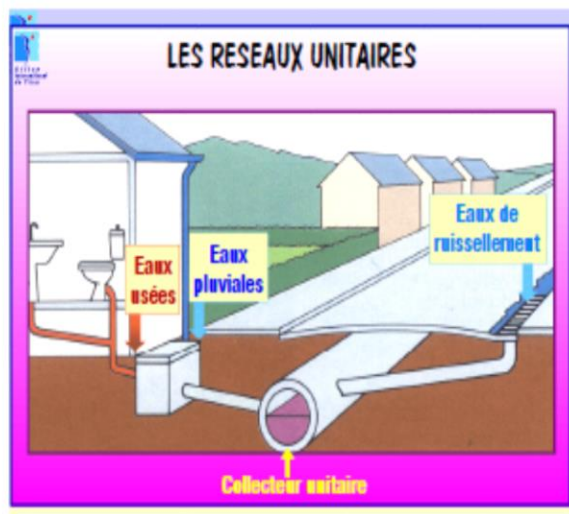 LES RESEAUX UNITAIRES
Eaux de
ruissellement
Eaux
pluviales
Eaux
usées
Collecteur unitaire